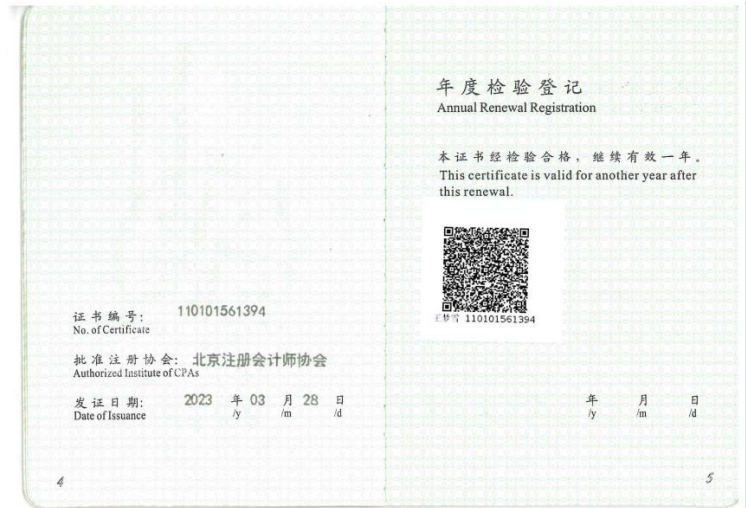 证书编号: 110101561394
No. of Certificate
批准注册协会: 北京注册会计师协会
Authorized Institute of CPAs
发证日期: 2023 年 03 月 28 日
Date of Issuance /y /m /d
4
年度检验登记
Annual Renewal Registration
本证书经检验合格，继续有效一年。
This certificate is valid for another year after
this renewal.
110101561394
年 月 日
/y /m /d
5